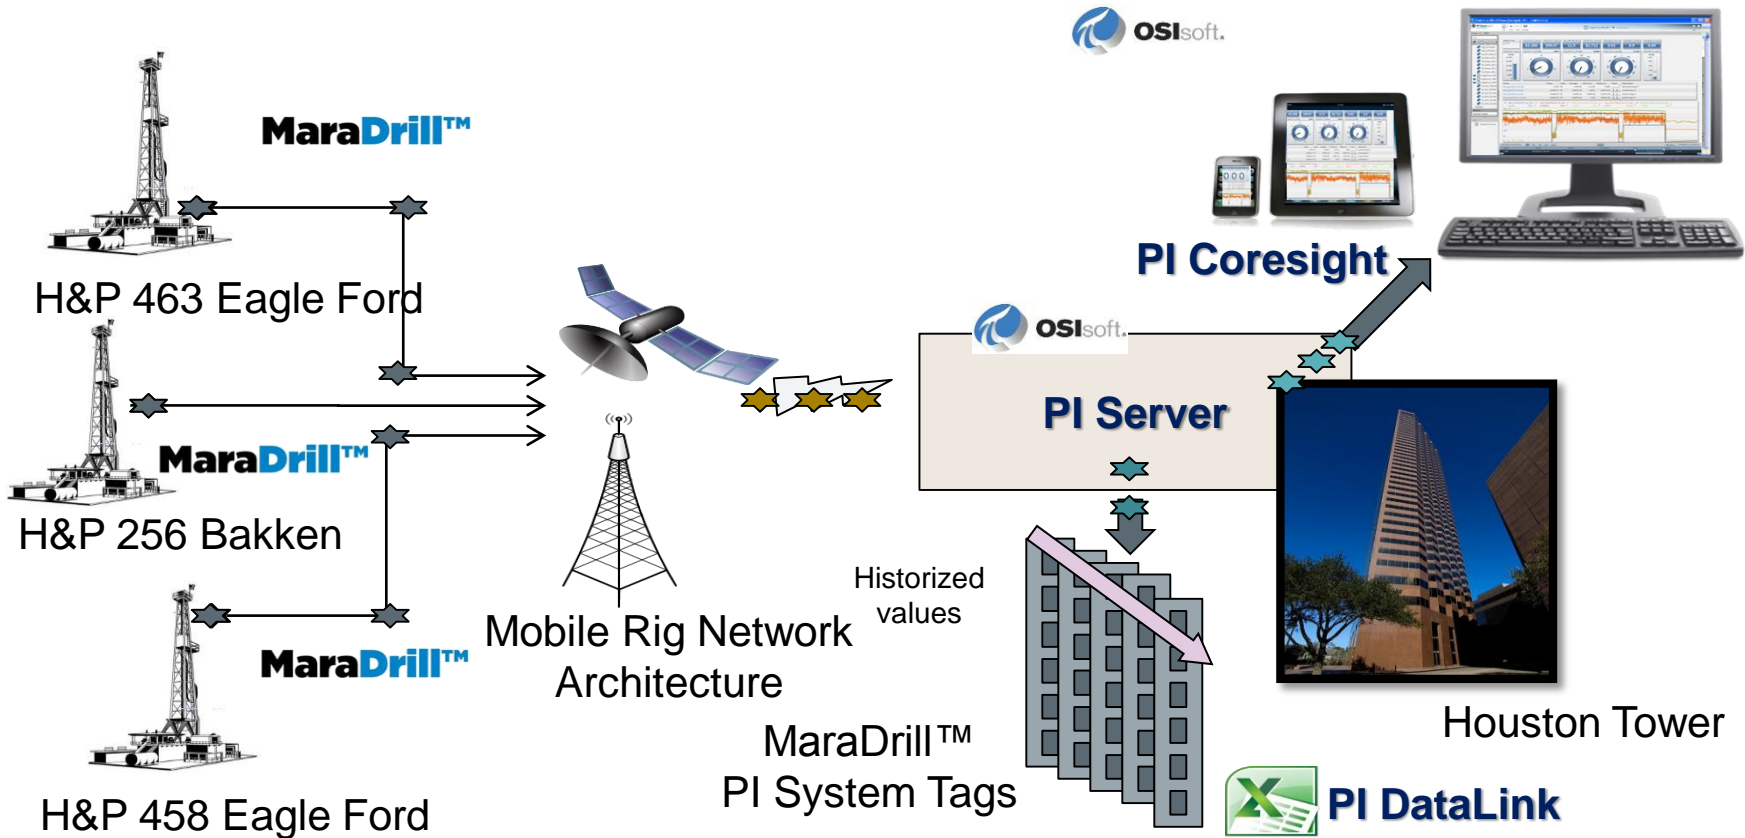 OSIsoft.
MaraDrill™
H&P 463 Eagle Ford
PI Coresight
OSIsoft.
PI Server
MaraDrill™
H&P 256 Bakken
Historized
values
Mobile Rig Network
Architecture
MaraDrill™
Houston Tower
MaraDrill™
PI System Tags
PI DataLink
H&P 458 Eagle Ford